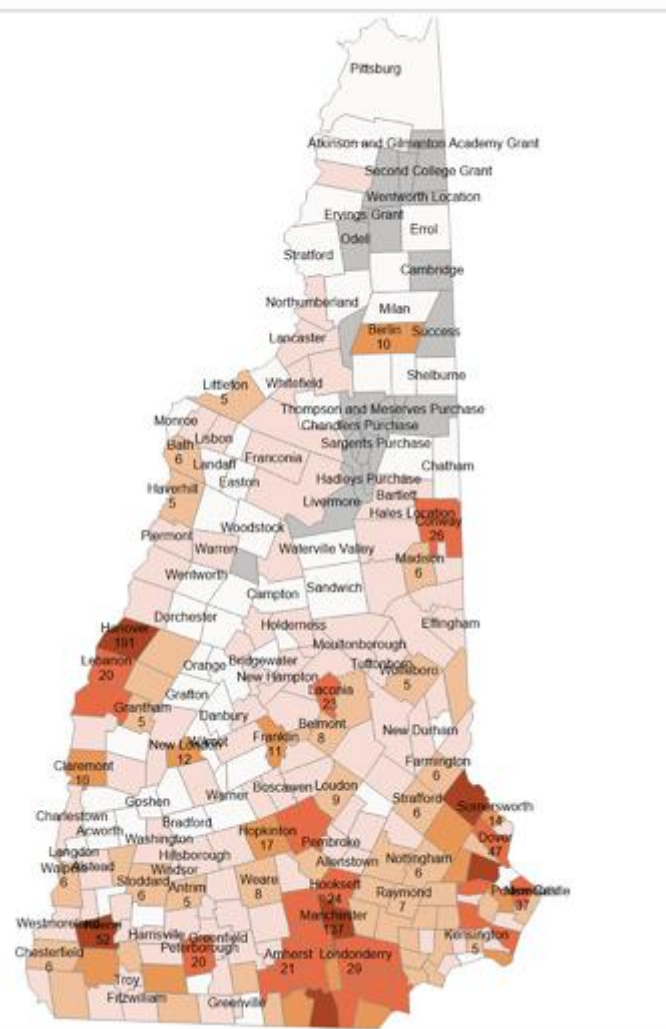 Pittsburg
Atkinson and Gilmanton Academy Grant
Second College Grant
Wentworth Location
Ervings Grant
Errol
Odell
Stratford
Cambridge
Northumberland
Milan
Berlin
10
Success
Lancaster
Shelburne
Littleton
5
Whitefield
Thompson and Meserves Purchase
Chandlers Purchase
Monroe
Lisbon
Sargents Purchase
Bath
6
Landaff
Franconia
Chatham
Easton
Hadleys Purchase
Haverhill
5
Livermore
Bartlett
Hales Location
Conway
26
Woodstock
Piermont
Warren
Waterville Valley
Madison
6
Wentworth
Sandwich
Campton
Dorchester
Hanover
191
Holderness
Effingham
Moultonborough
Lebanon
20
Orange
Bridgewater
Tuftonboro
New Hampton
Wolfeboro
5
Grafton
Laconia
23
Grantham
5
Danbury
Belmont
8
New Durham
New London
12
Wilmot
Franklin
11
Claremont
10
Farmington
6
Goshen
Warner
Boscawen
Loudon
9
Strafford
6
Somersworth
14
Charlestown
Acworth
Bradford
Washington
Hopkinton
17
Pembroke
Dover
47
Langdon
Hillsborough
Allenstown
Nottingham
6
Walpole
6
Alstead
Windsor
Stoddard
6
Antrim
5
Weare
8
Hooksett
24
Raymond
7
37
Westmoreland
Keene
52
Manchester
137
Harrisville
Greenfield
Peterborough
20
Kensington
5
Chesterfield
6
Amherst
21
Londonderry
29
Troy
Fitzwilliam
Greenville